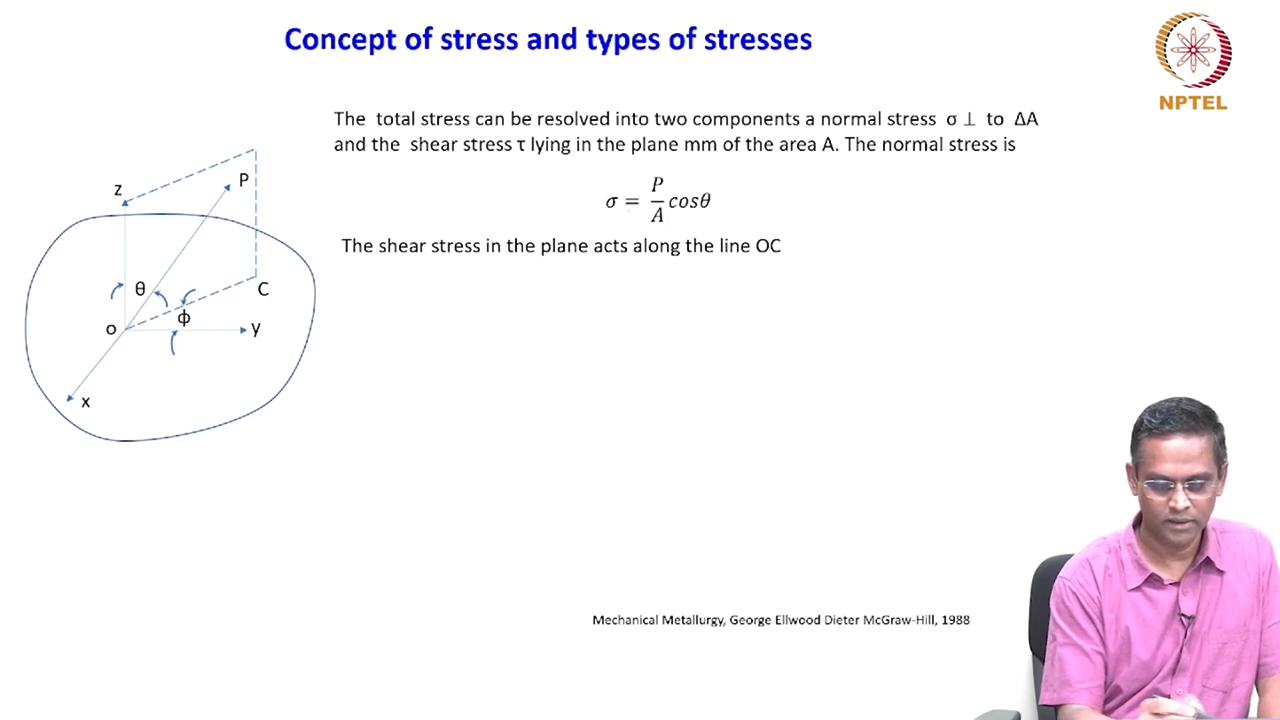 Concept of stress and types of stresses
NPTEL
The total stress can be resolved into two components a normal stress σ ⊥ to ΔA
and the shear stress τ lying in the plane mm of the area A. The normal stress is
σ = P/A cosθ
The shear stress in the plane acts along the line OC
z
P
θ
C
ϕ
o
y
x
Mechanical Metallurgy, George Ellwood Dieter McGraw-Hill, 1988